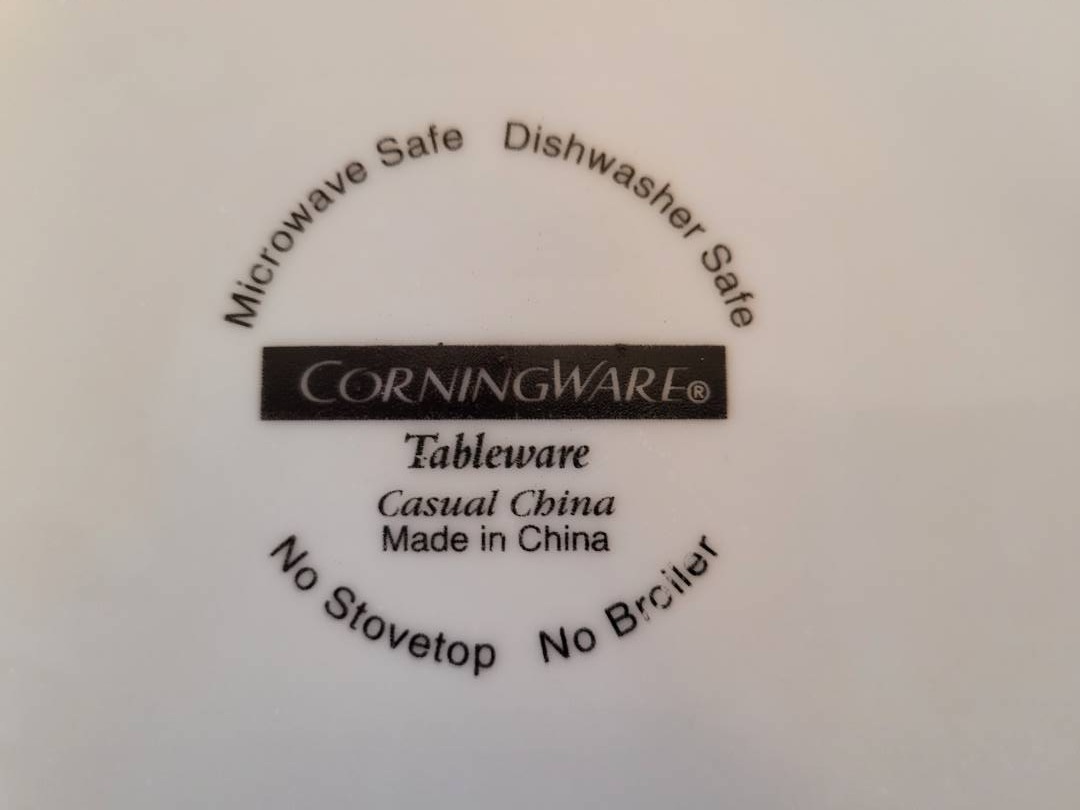 Microwave Safe Dishwasher Safe
CORNINGWARE®
Tableware
Casual China
Made in China
No Stovetop No Broiler